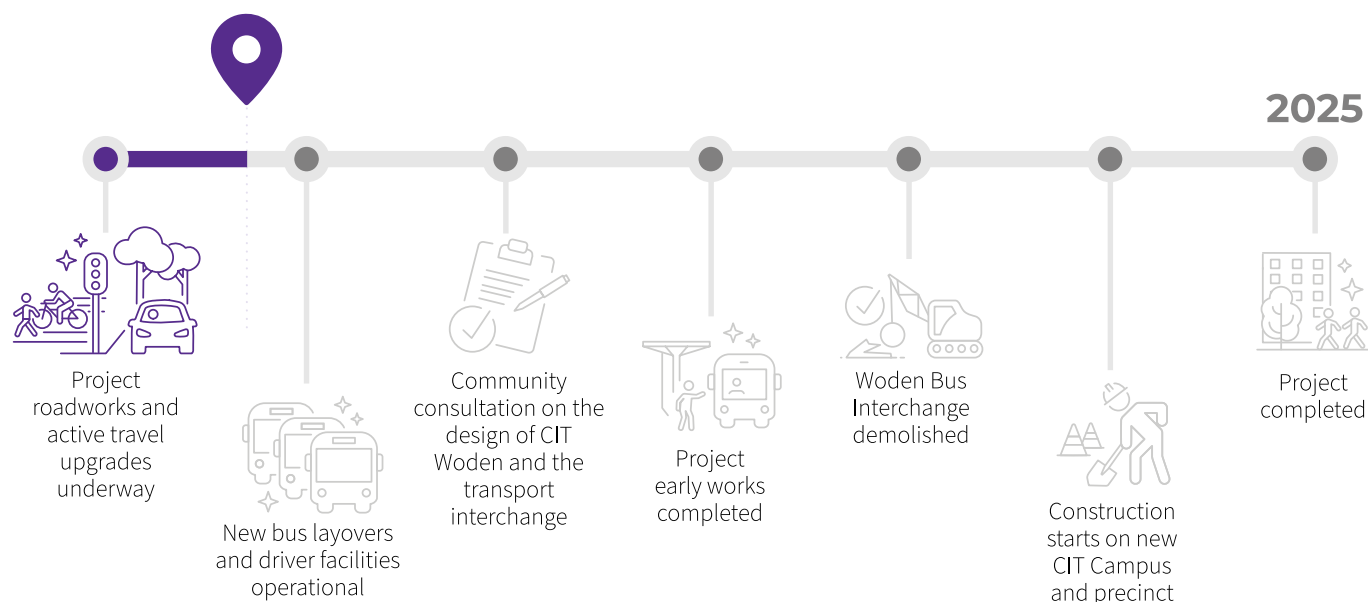 2025
Project
roadworks and
active travel
upgrades
underway
New bus layovers
and driver facilities
operational
Community
consultation on the
design of CIT
Woden and the
transport
interchange
Project
early works
completed
Woden Bus
Interchange
demolished
Construction
starts on new
CIT Campus
and precinct
Project
completed